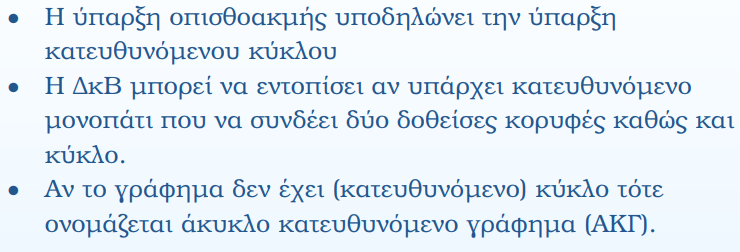 • Η ύπαρξη οπισθοακμής υποδηλώνει την ύπαρξη
κατευθυνόμενου κύκλου
• Η ΔκΒ μπορεί να εντοπίσει αν υπάρχει κατευθυνόμενο
μονοπάτι που να συνδέει δύο δοθείσες κορυφές καθώς και
κύκλο.
• Αν το γράφημα δεν έχει (κατευθυνόμενο) κύκλο τότε
ονομάζεται άκυκλο κατευθυνόμενο γράφημα (ΑΚΓ).